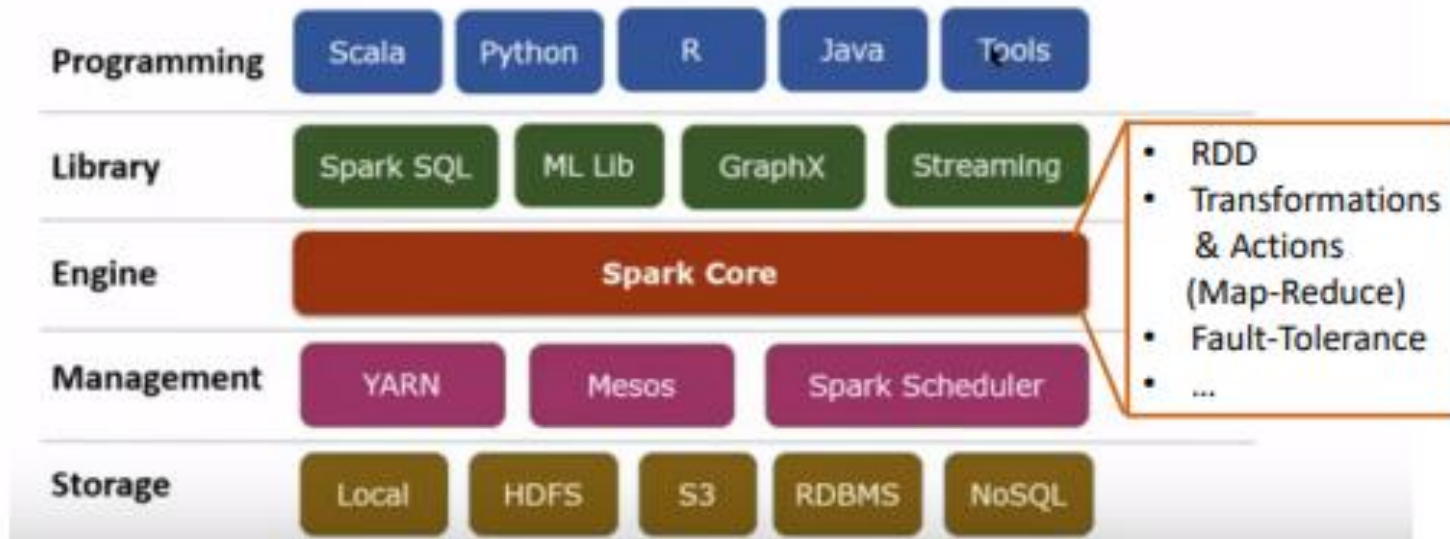 Programming Scala Python R Java Tools
Library Spark SQL ML Lib GraphX Streaming
Engine Spark Core
Management YARN Mesos Spark Scheduler
Storage Local HDFS S3 RDBMS NoSQL
• RDD
• Transformations
& Actions
(Map-Reduce)
• Fault-Tolerance
• ...